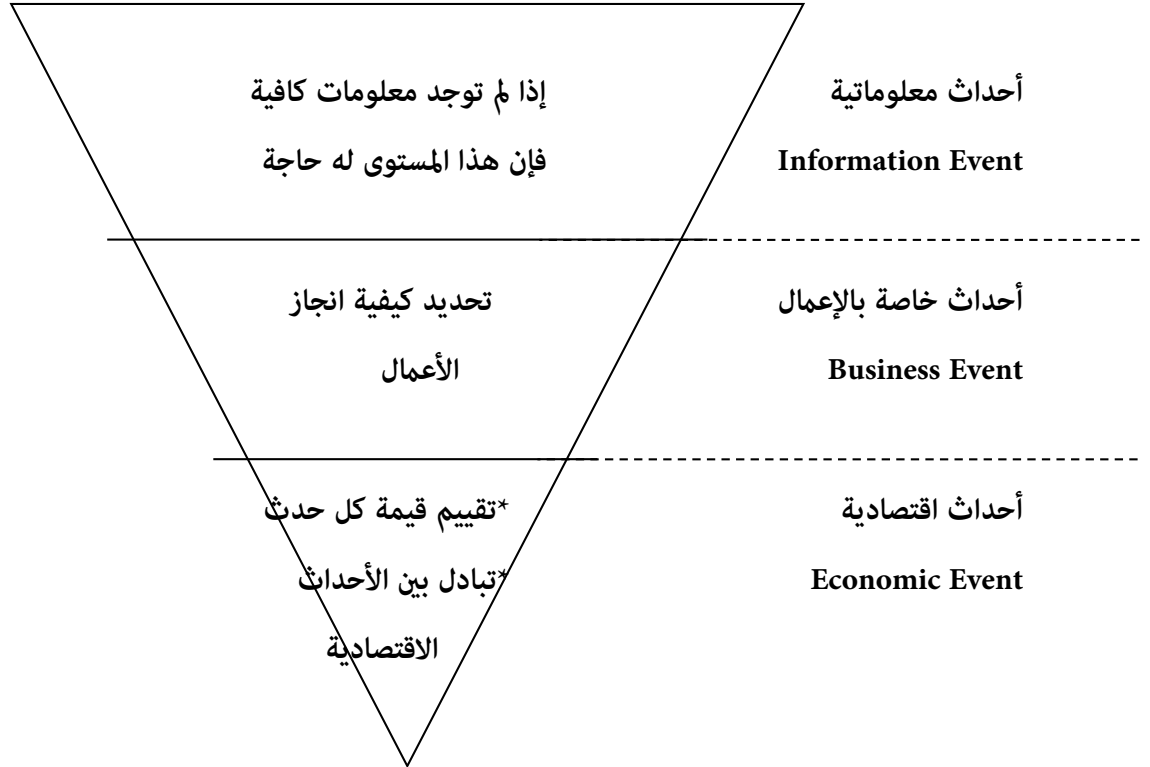 أحداث معلوماتية
Information Event
إذا لم توجد معلومات كافية
فإن هذا المستوى له حاجة
أحداث خاصة بالإعمال
Business Event
تحديد كيفية انجاز
الأعمال
أحداث اقتصادية
Economic Event
*تقييم قيمة كل حدث
*تبادل بين الأحداث
الاقتصادية